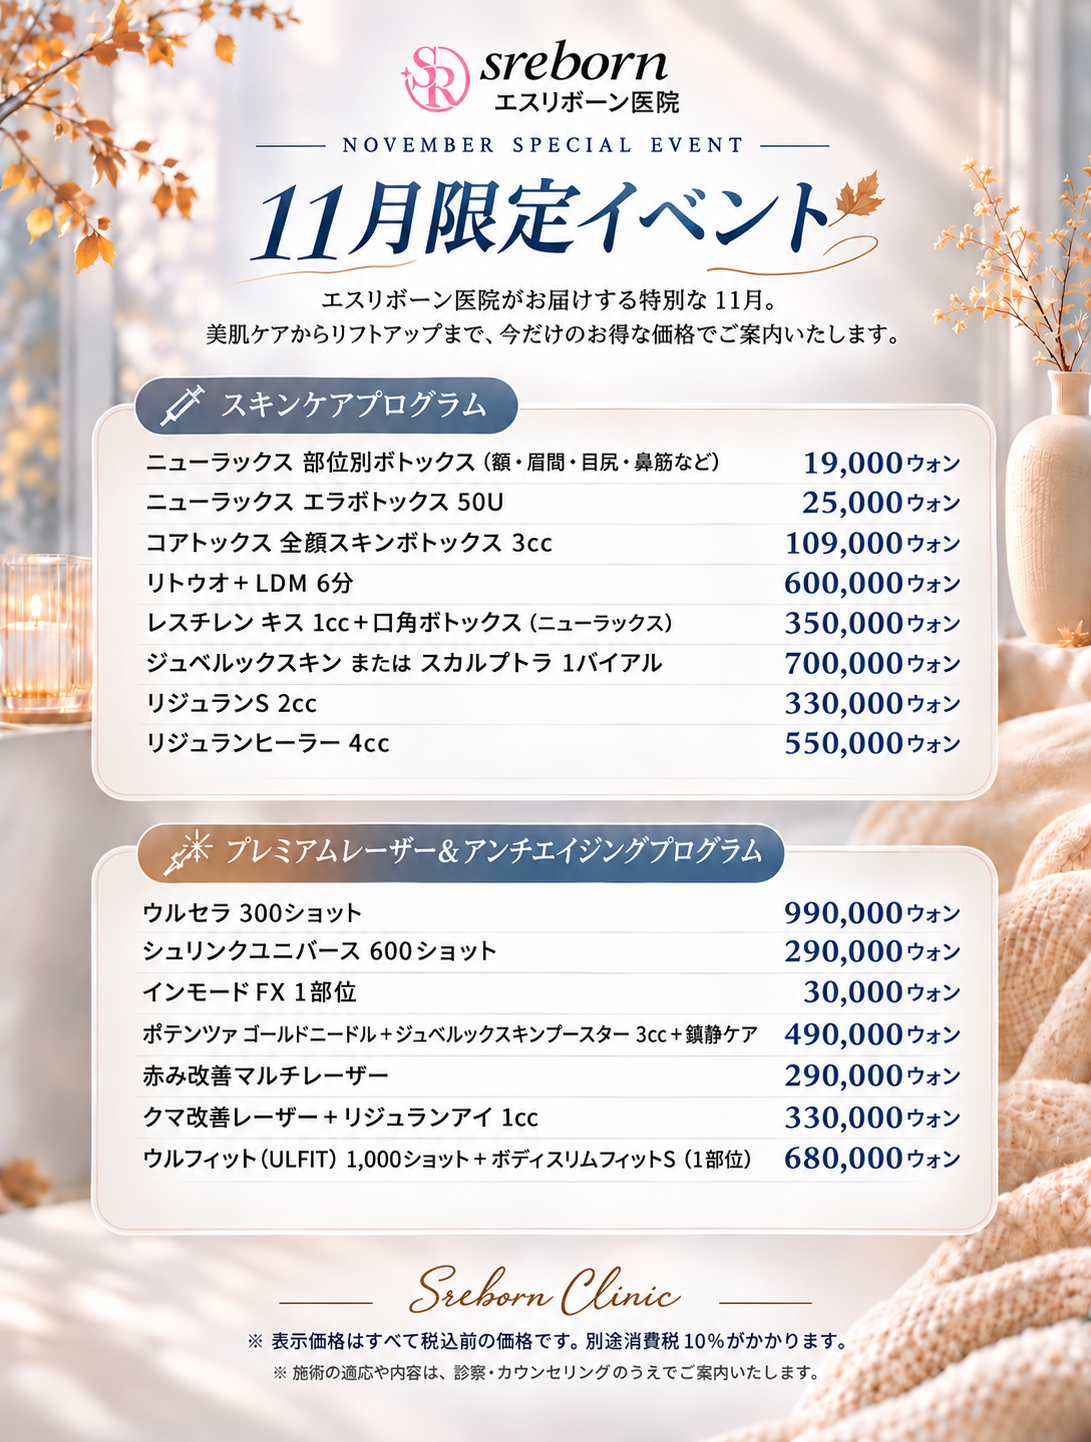 SR
sreborn
エスリボーン医院
NOVEMBER SPECIAL EVENT
11月限定イベント
エスリボーン医院がお届けする特別な 11月。
美肌ケアからリフトアップまで、今だけのお得な価格でご案内いたします。
スキンケアプログラム
ニューラックス 部位別ボトックス（額・眉間・目尻・鼻筋など） 19,000ウォン
ニューラックス エラボトックス 50U 25,000ウォン
コアトックス 全顔スキンボトックス 3cc 109,000ウォン
リトウオ＋LDM 6分 600,000ウォン
レスチレン キス 1cc＋口角ボトックス（ニューラックス） 350,000ウォン
ジュベルックスキン または スカルプトラ 1バイアル 700,000ウォン
リジュランS 2cc 330,000ウォン
リジュランヒーラー 4cc 550,000ウォン
プレミアムレーザー＆アンチエイジングプログラム
ウルセラ 300ショット 990,000ウォン
シュリンクユニバース 600ショット 290,000ウォン
インモード FX 1部位 30,000ウォン
ポテンツァ ゴールドニードル＋ジュベルックスキンブースター 3cc＋鎮静ケア 490,000ウォン
赤み改善マルチレーザー 290,000ウォン
クマ改善レーザー＋リジュランアイ 1cc 330,000ウォン
ウルフィット（ULFIT） 1,000ショット＋ボディスリムフィットS（1部位） 680,000ウォン
Sreborn Clinic
※ 表示価格はすべて税込前の価格です。別途消費税10％がかかります。
※ 施術の適応や内容は、診察・カウンセリングのうえでご案内いたします。